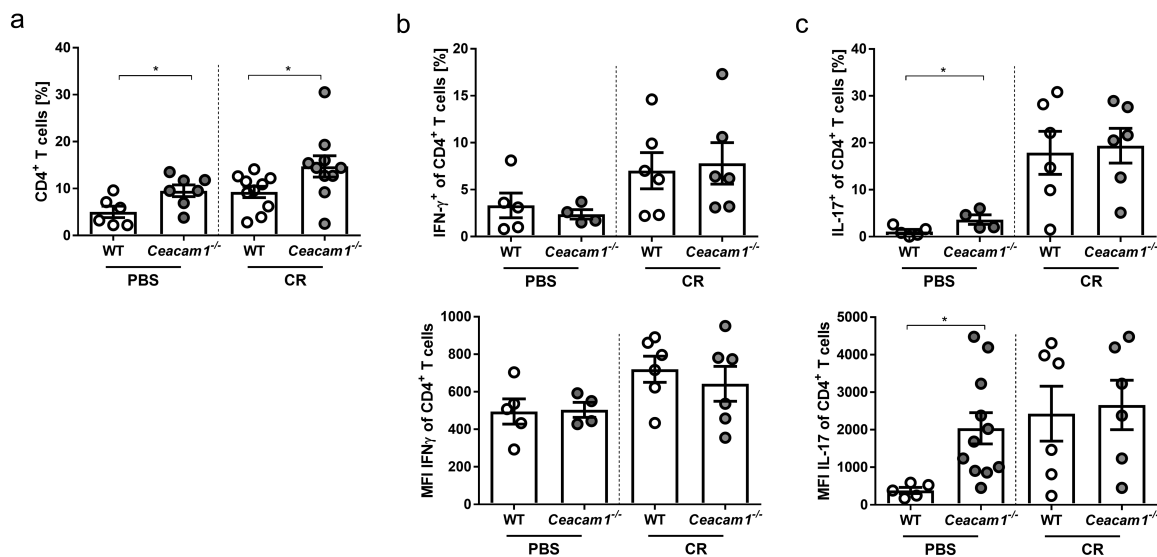 a
CD4⁺ T cells [%]
40
30
20
10
0
*
*
WT
Ceacam1⁻/⁻
WT
Ceacam1⁻/⁻
PBS
CR
b
IFN-γ⁺ of CD4⁺ T cells [%]
20
15
10
5
0
WT
Ceacam1⁻/⁻
WT
Ceacam1⁻/⁻
PBS
CR
MFI IFNγ of CD4⁺ T cells
1000
800
600
400
200
0
WT
Ceacam1⁻/⁻
WT
Ceacam1⁻/⁻
PBS
CR
c
IL-17⁺ of CD4⁺ T cells [%]
40
30
20
10
0
*
WT
Ceacam1⁻/⁻
WT
Ceacam1⁻/⁻
PBS
CR
MFI IL-17 of CD4⁺ T cells
5000
4000
3000
2000
1000
0
*
WT
Ceacam1⁻/⁻
WT
Ceacam1⁻/⁻
PBS
CR